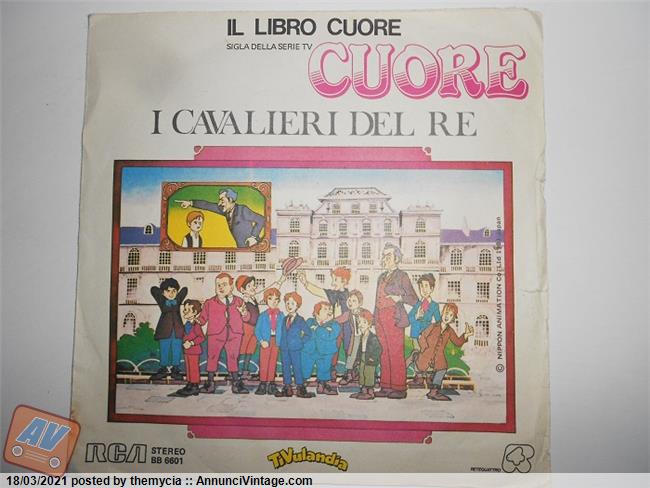 IL LIBRO CUORE
SIGLA DELLA SERIE TV
CUORE
I CAVALIERI DEL RE
© NIPPON ANIMATION Co. Ltd 1981 Japan
RCA
STEREO
BB 6601
TiVulandia
RETEQUATTRO
4
AV
18/03/2021 posted by themycia :: AnnunciVintage.com